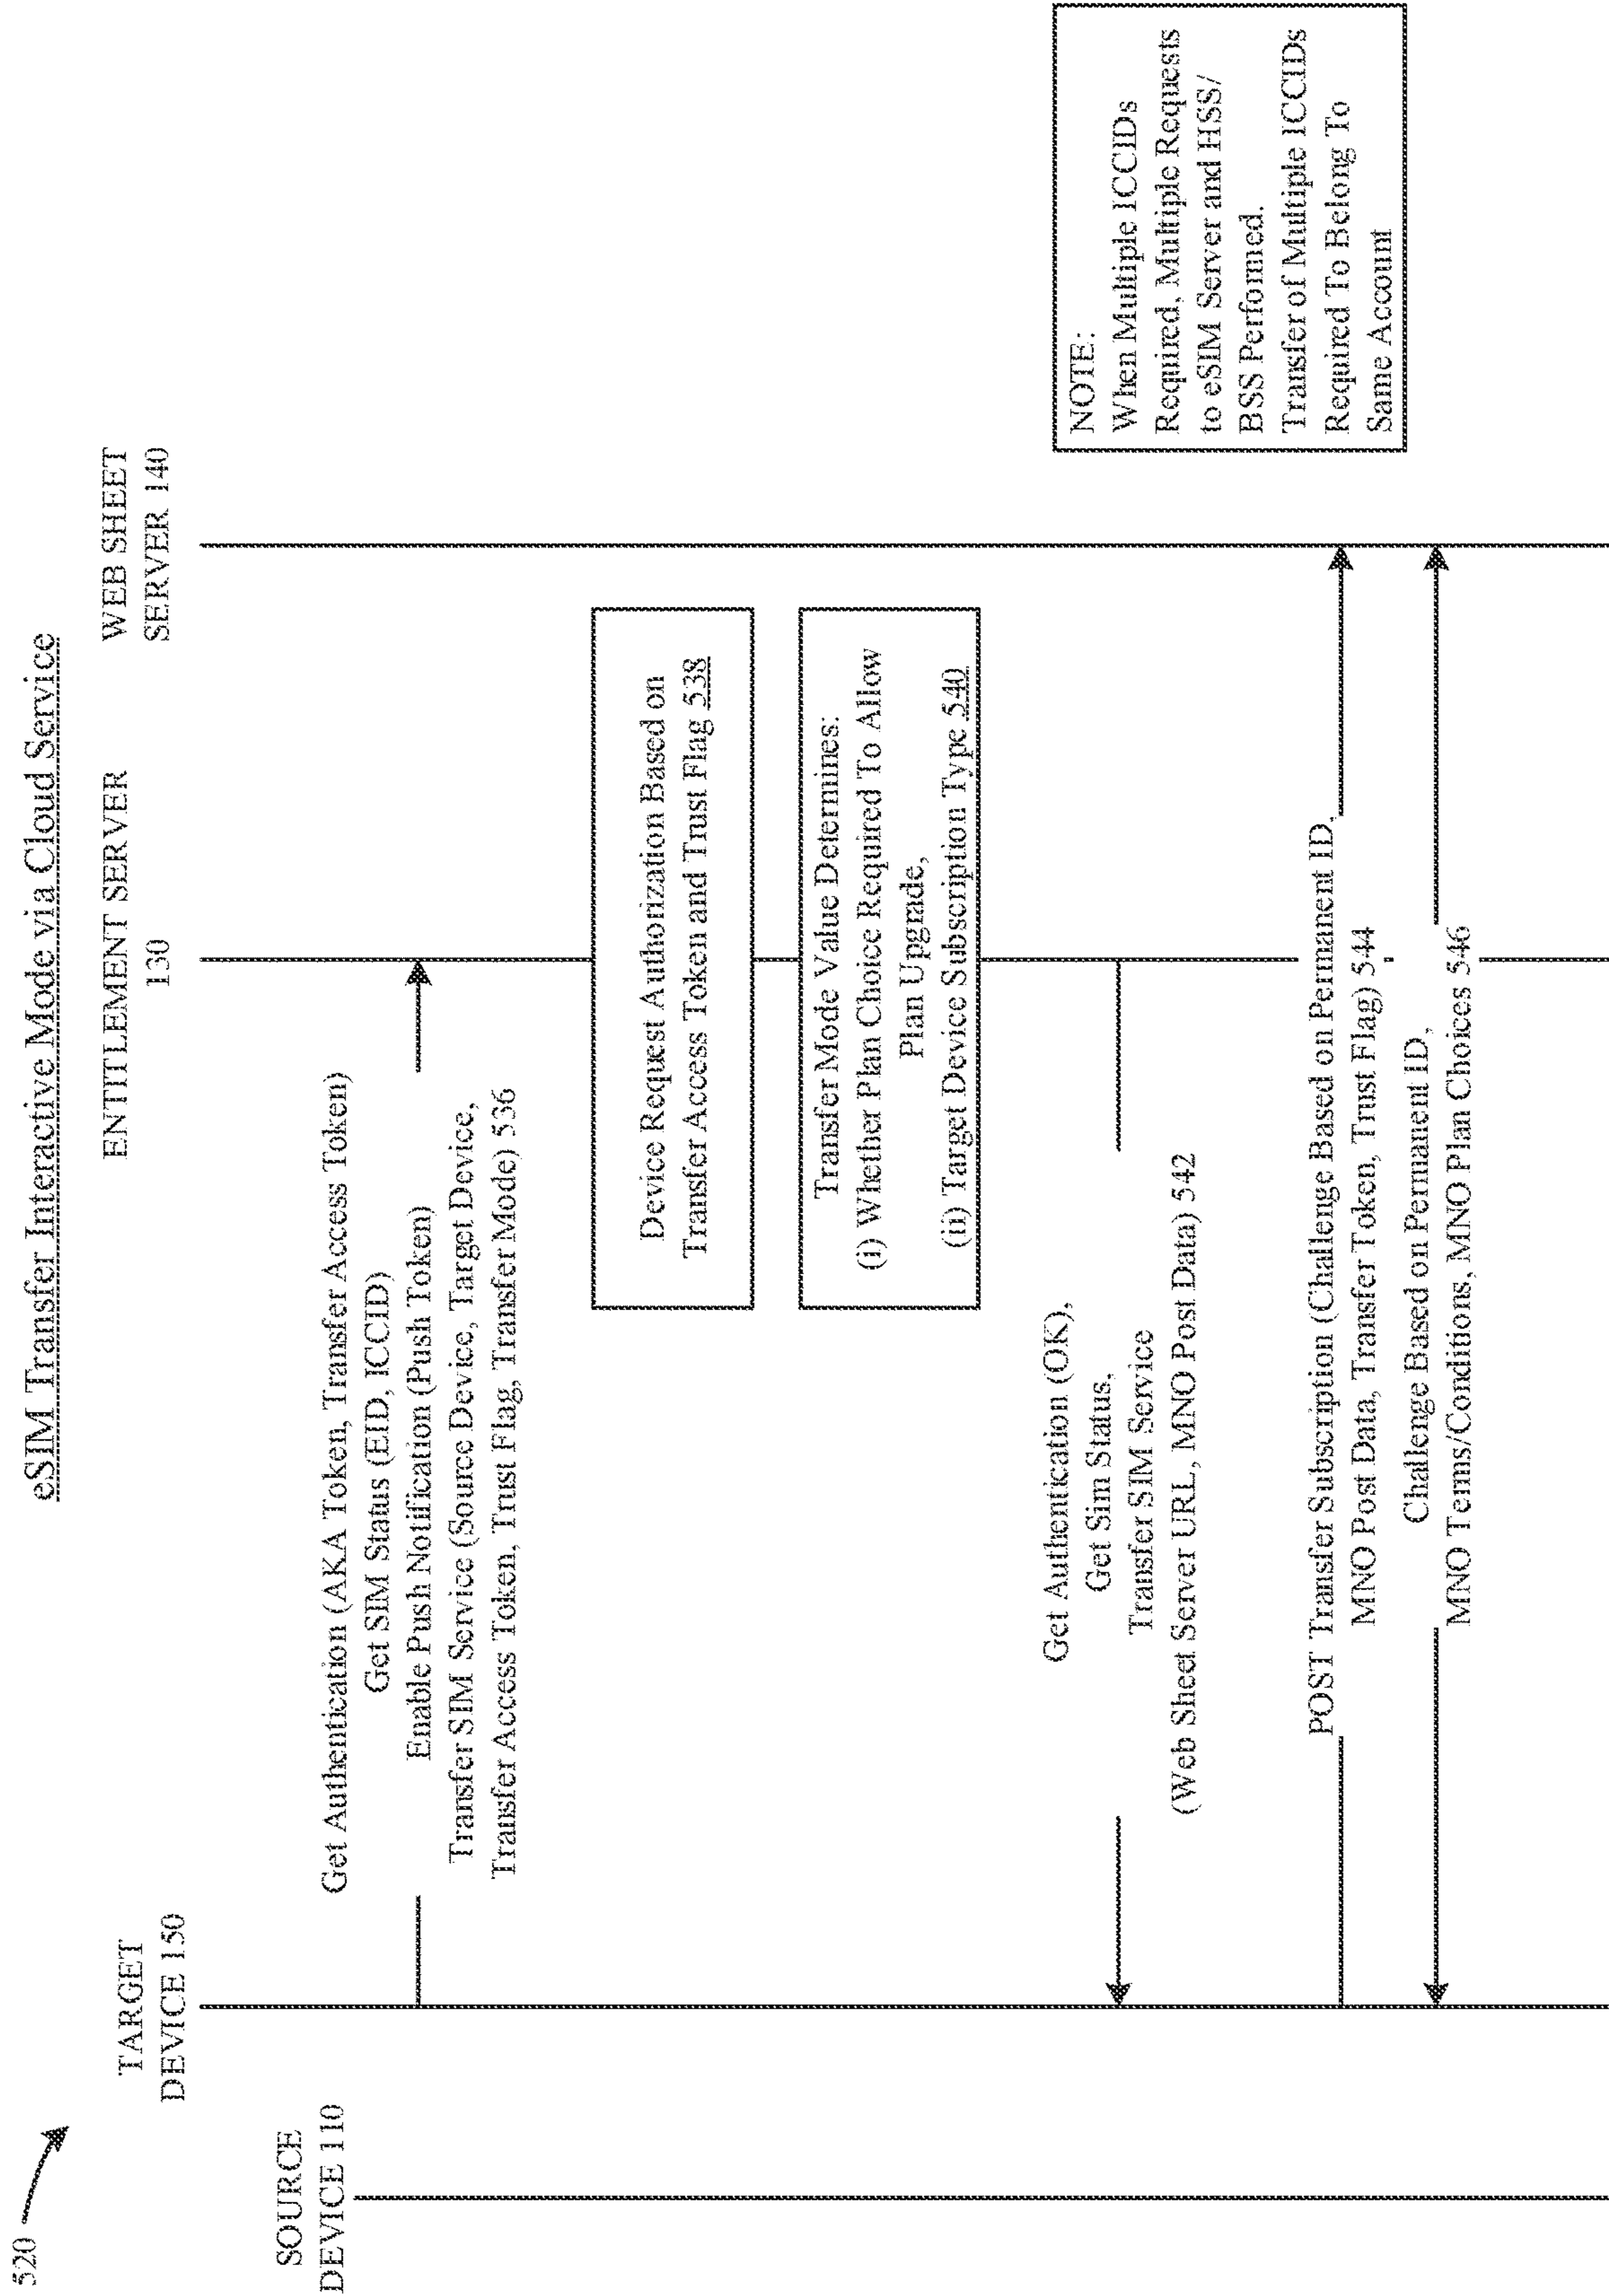 520
eSIM Transfer Interactive Mode via Cloud Service
SOURCE
DEVICE 110
TARGET
DEVICE 150
ENTITLEMENT SERVER
130
WEB SHEET
SERVER 140
Get Authentication (AKA Token, Transfer Access Token)
Get SIM Status (EID, ICCID)
Enable Push Notification (Push Token)
Transfer SIM Service (Source Device, Target Device,
Transfer Access Token, Trust Flag, Transfer Mode) 536
Device Request Authorization Based on
Transfer Access Token and Trust Flag 538
Transfer Mode Value Determines:
(i) Whether Plan Choice Required To Allow
Plan Upgrade,
(ii) Target Device Subscription Type 540
Get Authentication (OK),
Get Sim Status,
Transfer SIM Service
(Web Sheet Server URL, MNO Post Data) 542
POST Transfer Subscription (Challenge Based on Permanent ID,
MNO Post Data, Transfer Token, Trust Flag) 544
Challenge Based on Permanent ID,
MNO Terms/Conditions, MNO Plan Choices 546
NOTE:
When Multiple ICCIDs
Required, Multiple Requests
to eSIM Server and HSS/
BSS Performed.
Transfer of Multiple ICCIDs
Required To Belong To
Same Account